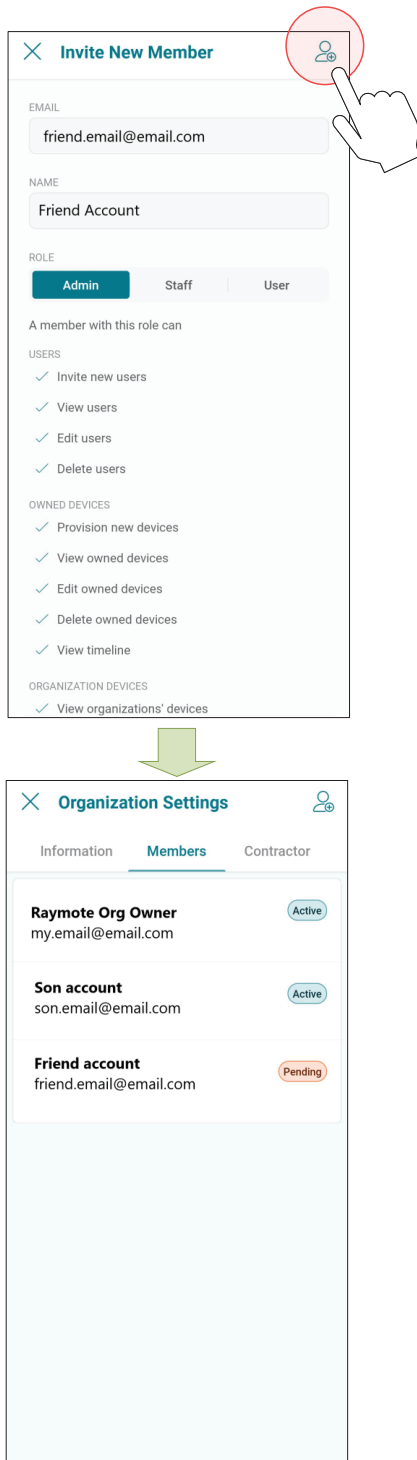 Invite New Member
EMAIL
friend.email@email.com
NAME
Friend Account
ROLE
Admin Staff User
A member with this role can
USERS
Invite new users
View users
Edit users
Delete users
OWNED DEVICES
Provision new devices
View owned devices
Edit owned devices
Delete owned devices
View timeline
ORGANIZATION DEVICES
View organizations' devices
Organization Settings
Information Members Contractor
Raymote Org Owner Active
my.email@email.com
Son account Active
son.email@email.com
Friend account Pending
friend.email@email.com